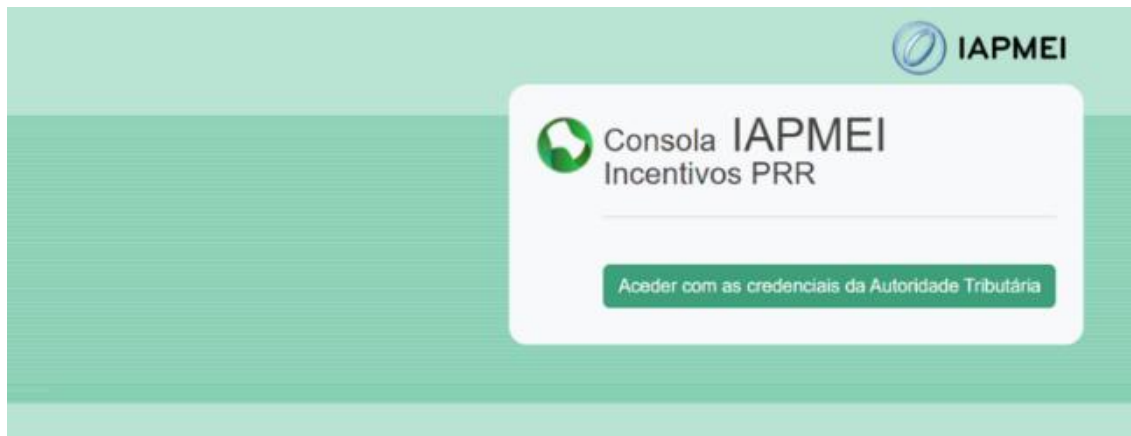 IAPMEI
Consola IAPMEI
Incentivos PRR
Aceder com as credenciais da Autoridade Tributária